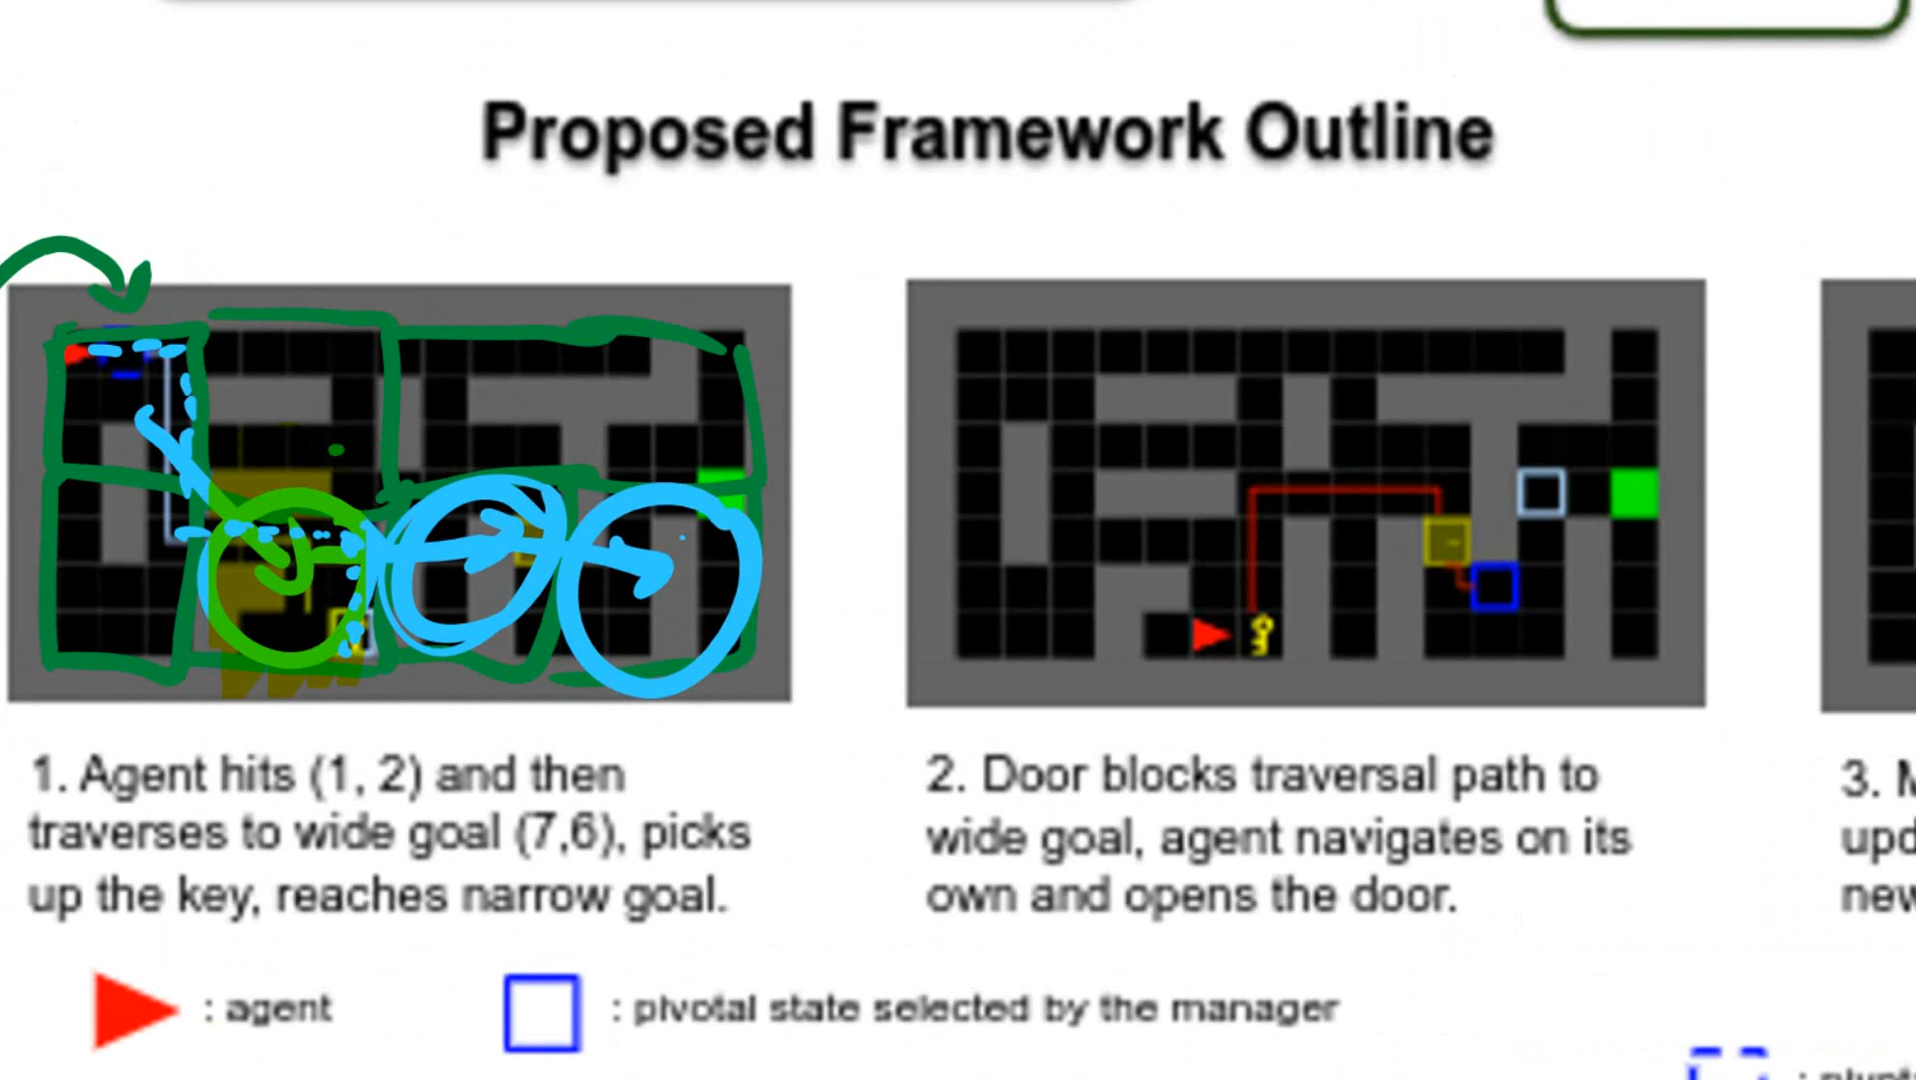 Proposed Framework Outline
1. Agent hits (1, 2) and then
traverses to wide goal (7,6), picks
up the key, reaches narrow goal.
2. Door blocks traversal path to
wide goal, agent navigates on its
own and opens the door.
3.
: agent
: pivotal state selected by the manager